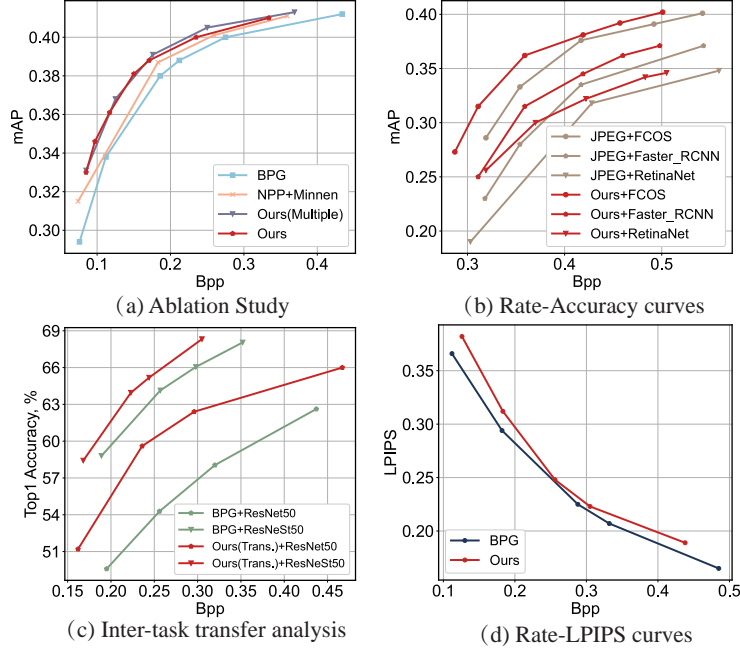 mAP
0.40
0.38
0.36
0.34
0.32
0.30
BPG
NPP+Minnen
Ours(Multiple)
Ours
0.1 0.2 0.3 0.4
Bpp
(a) Ablation Study
mAP
0.40
0.35
0.30
0.25
0.20
JPEG+FCOS
JPEG+Faster_RCNN
JPEG+RetinaNet
Ours+FCOS
Ours+Faster_RCNN
Ours+RetinaNet
0.3 0.4 0.5
Bpp
(b) Rate-Accuracy curves
Top1 Accuracy, %
69
66
63
60
57
54
51
BPG+ResNet50
BPG+ResNeSt50
Ours(Trans.)+ResNet50
Ours(Trans.)+ResNeSt50
0.15 0.20 0.25 0.30 0.35 0.40 0.45
Bpp
(c) Inter-task transfer analysis
LPIPS
0.35
0.30
0.25
0.20
BPG
Ours
0.1 0.2 0.3 0.4 0.5
Bpp
(d) Rate-LPIPS curves